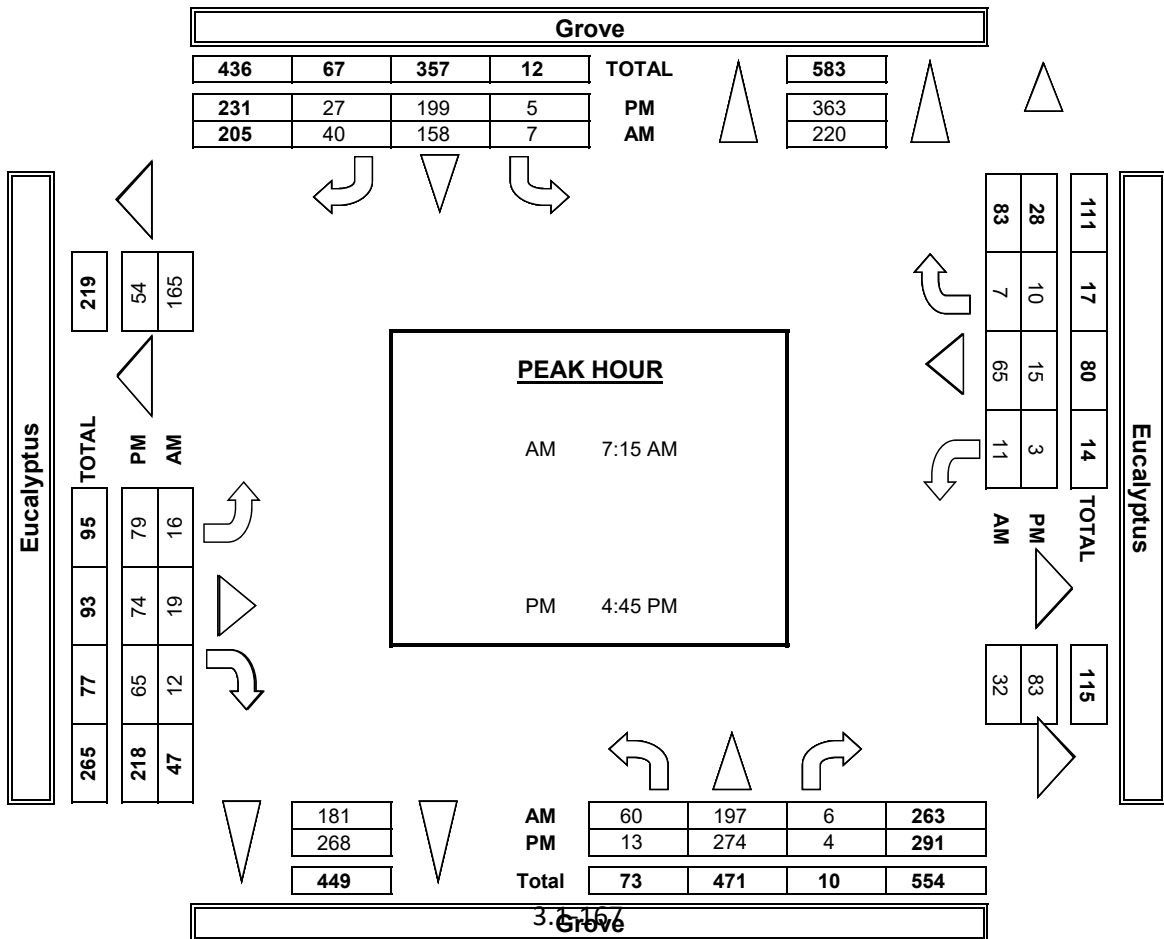 Grove
436 67 357 12 TOTAL 583
231 27 199 5 PM 363
205 40 158 7 AM 220
Eucalyptus
219
54
165
TOTAL
PM
AM
95 93 77 265
79 74 65 218
16 19 12 47
PEAK HOUR
AM 7:15 AM
PM 4:45 PM
111 17 80 14 TOTAL
28 10 15 3 PM
83 7 65 11 AM
115
83
32
Eucalyptus
181 AM 60 197 6 263
268 PM 13 274 4 291
449 Total 73 471 10 554
3.1-167
Grove